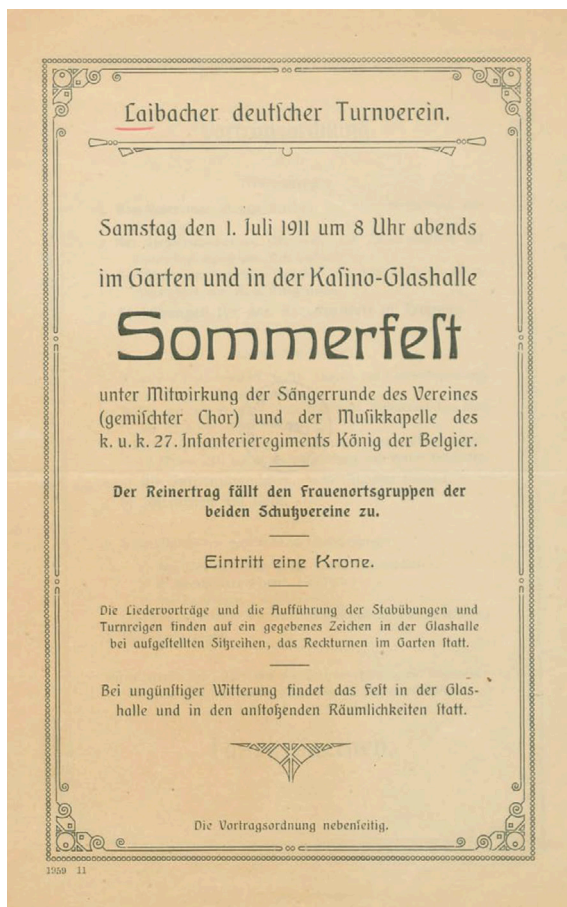 Laibacher deutscher Turnverein.
Samstag den 1. Juli 1911 um 8 Uhr abends
im Garten und in der Kasino-Glashalle
Sommerfest
unter Mitwirkung der Sängerrunde des Vereines
(gemischter Chor) und der Musikkapelle des
k. u. k. 27. Infanterieregiments König der Belgier.
Der Reinertrag fällt den Frauenortsgruppen der
beiden Schutzvereine zu.
Eintritt eine Krone.
Die Liedervorträge und die Aufführung der Stabübungen und
Turnreigen finden auf ein gegebenes Zeichen in der Glashalle
bei aufgestellten Sitzreihen, das Reckturnen im Garten statt.
Bei ungünstiger Witterung findet das Fest in der Glas-
halle und in den anstoßenden Räumlichkeiten statt.
Die Vortragsordnung nebenseitig.
1959 11